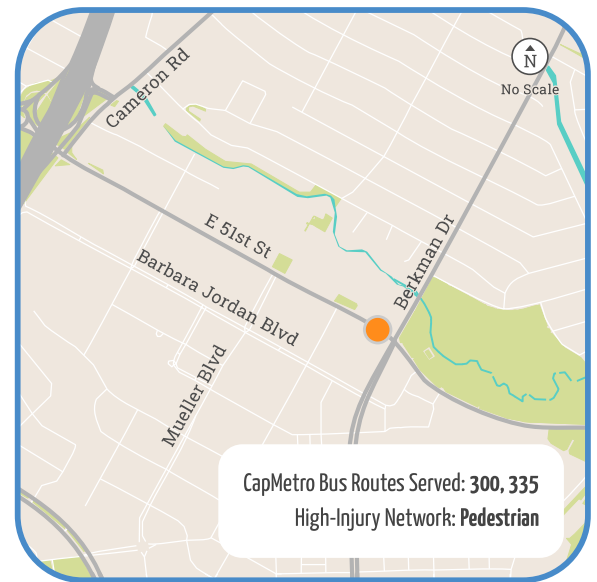 N
No Scale
Cameron Rd
E 51st St
Berkman Dr
Barbara Jordan Blvd
Mueller Blvd
CapMetro Bus Routes Served: 300, 335
High-Injury Network: Pedestrian